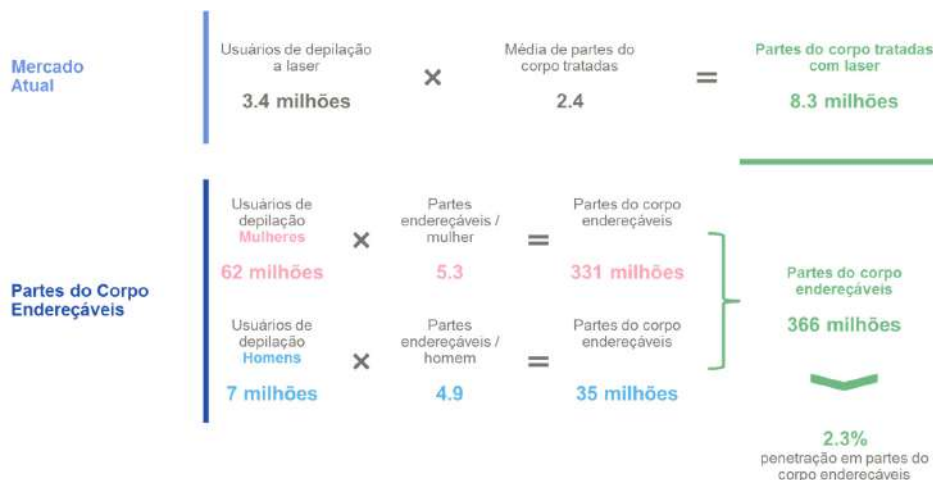 Mercado
Atual
Usuários de depilação
a laser
3.4 milhões
×
Média de partes do
corpo tratadas
2.4
=
Partes do corpo tratadas
com laser
8.3 milhões
Partes do Corpo
Endereçáveis
Usuários de
depilação
Mulheres
62 milhões
×
Partes
endereçáveis /
mulher
5.3
=
Partes do corpo
endereçáveis
331 milhões
Usuários de
depilação
Homens
7 milhões
×
Partes
endereçáveis /
homem
4.9
=
Partes do corpo
endereçáveis
35 milhões
Partes do corpo
endereçáveis
366 milhões
2.3%
penetração em partes do
corpo endereçáveis